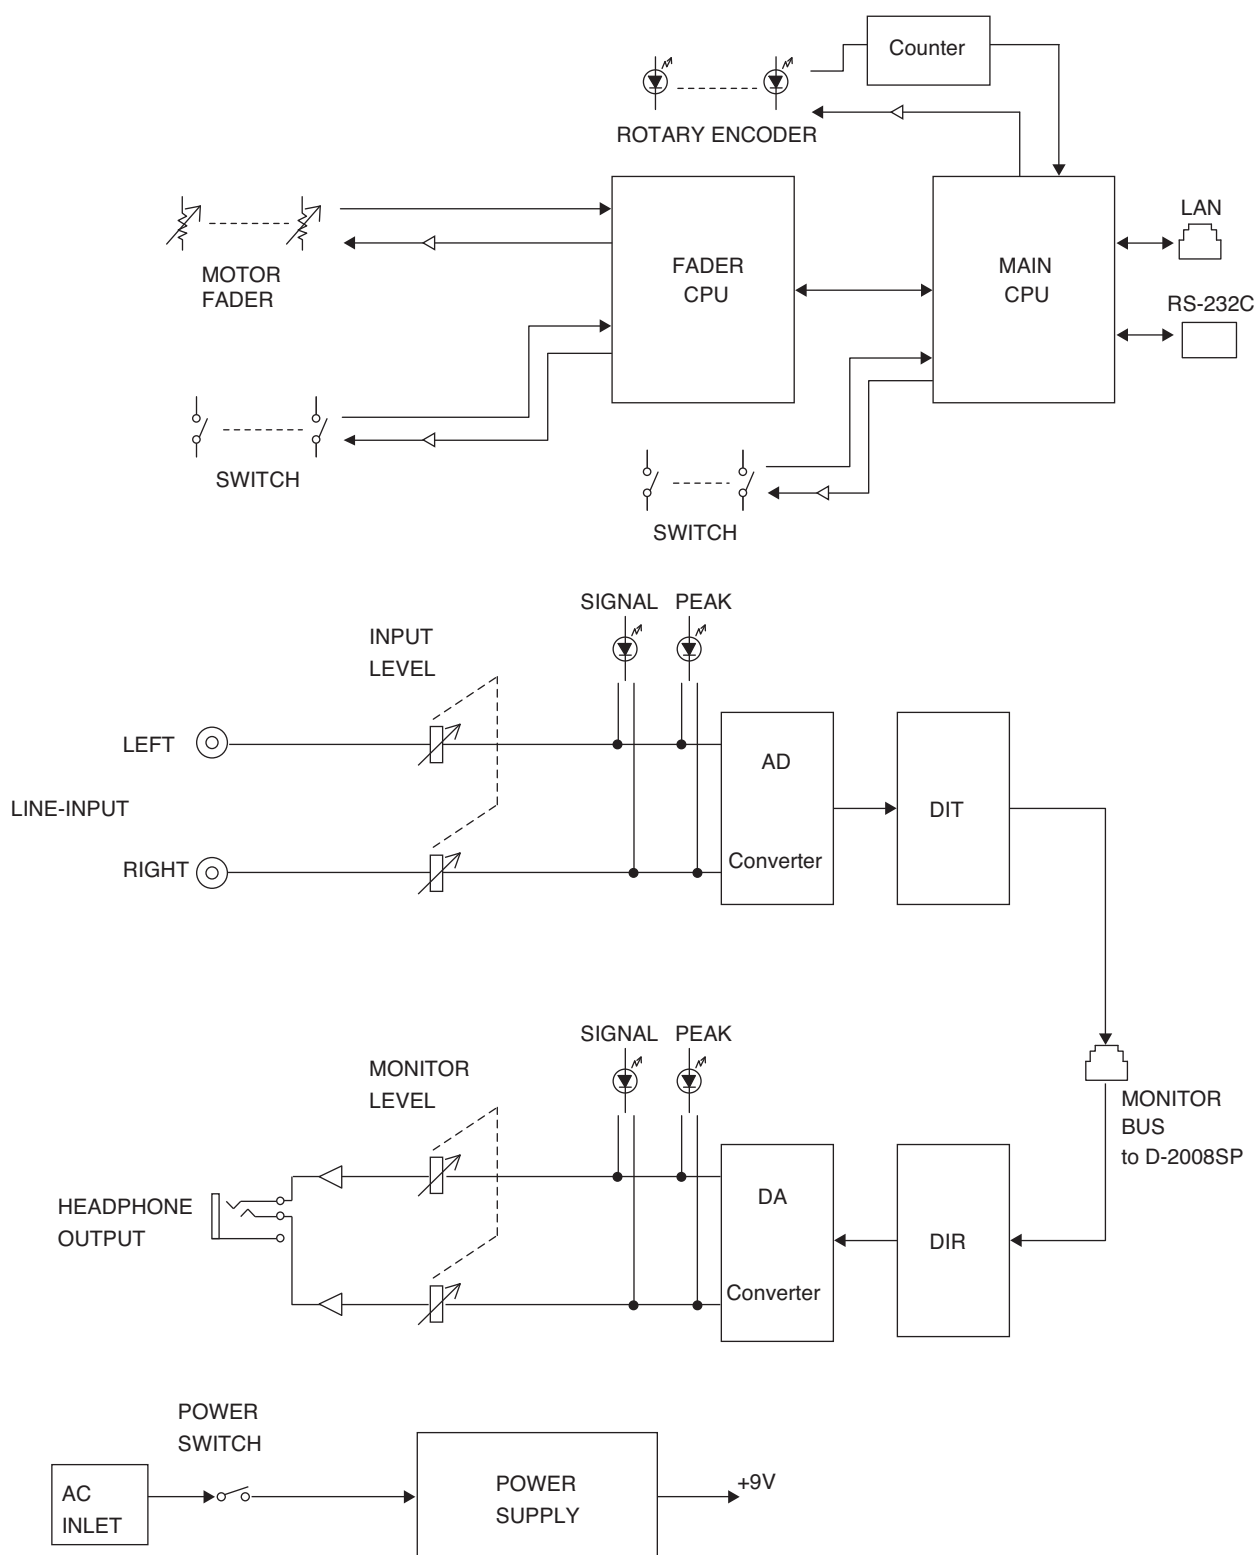 Counter
ROTARY ENCODER
LAN
MOTOR
FADER
FADER
CPU
MAIN
CPU
RS-232C
SWITCH
SWITCH
SIGNAL PEAK
INPUT
LEVEL
LEFT
LINE-INPUT
RIGHT
AD
Converter
DIT
SIGNAL PEAK
MONITOR
LEVEL
MONITOR
BUS
to D-2008SP
HEADPHONE
OUTPUT
DA
Converter
DIR
POWER
SWITCH
AC
INLET
POWER
SUPPLY
+9V